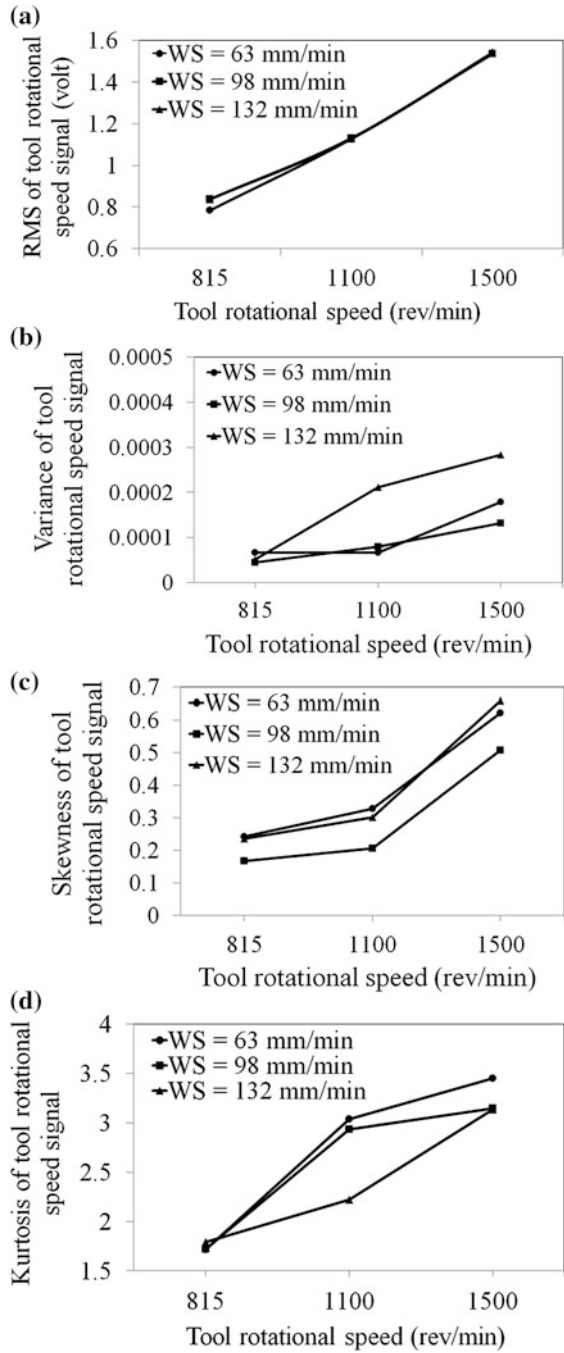 (a)
RMS of tool rotational
speed signal (volt)
1.6
1.4
1.2
1
0.8
0.6
WS = 63 mm/min
WS = 98 mm/min
WS = 132 mm/min
815 1100 1500
Tool rotational speed (rev/min)
(b)
Variance of tool
rotational speed signal
0.0005
0.0004
0.0003
0.0002
0.0001
0
WS = 63 mm/min
WS = 98 mm/min
WS = 132 mm/min
815 1100 1500
Tool rotational speed (rev/min)
(c)
Skewness of tool
rotational speed signal
0.7
0.6
0.5
0.4
0.3
0.2
0.1
0
WS = 63 mm/min
WS = 98 mm/min
WS = 132 mm/min
815 1100 1500
Tool rotational speed (rev/min)
(d)
Kurtosis of tool rotational
speed signal
4
3.5
3
2.5
2
1.5
WS = 63 mm/min
WS = 98 mm/min
WS = 132 mm/min
815 1100 1500
Tool rotational speed (rev/min)